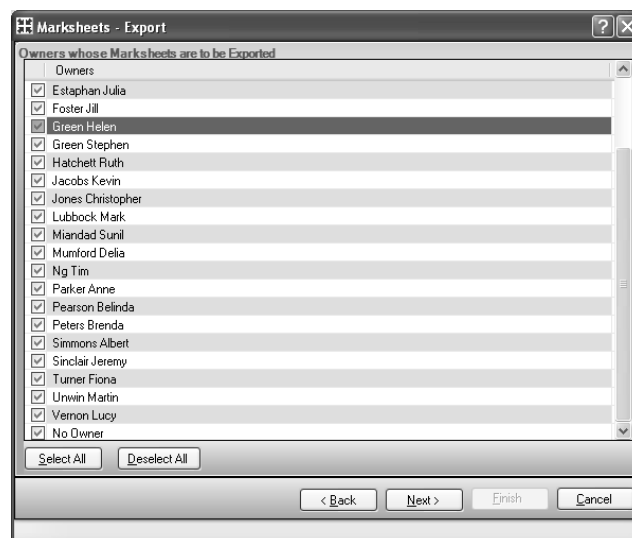 Marksheets - Export
Owners whose Marksheets are to be Exported
Owners
Estaphan Julia
Foster Jill
Green Helen
Green Stephen
Hatchett Ruth
Jacobs Kevin
Jones Christopher
Lubbock Mark
Miandad Sunil
Mumford Delia
Ng Tim
Parker Anne
Pearson Belinda
Peters Brenda
Simmons Albert
Sinclair Jeremy
Turner Fiona
Unwin Martin
Vernon Lucy
No Owner
Select All Deselect All
< Back Next > Finish Cancel